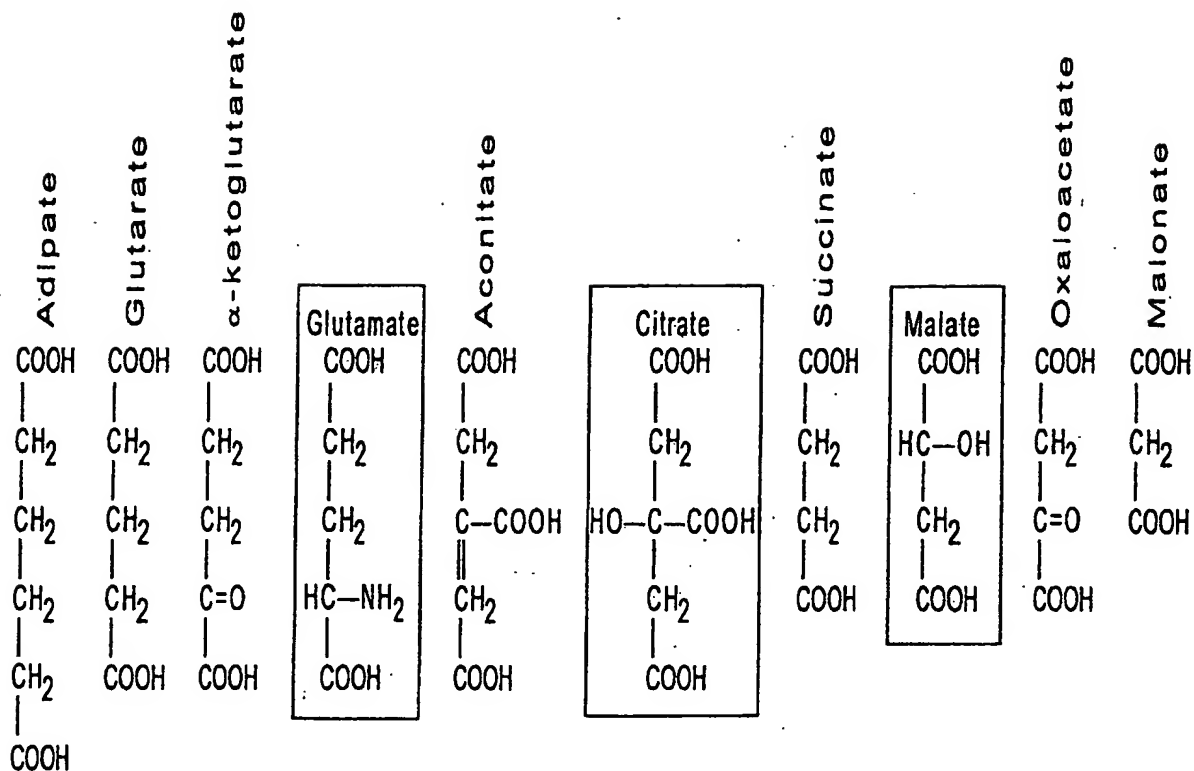 Adipate
COOH
CH2
CH2
CH2
CH2
COOH
Glutarate
COOH
CH2
CH2
CH2
COOH
α-ketoglutarate
COOH
CH2
CH2
C=O
COOH
Glutamate
COOH
CH2
CH2
HC–NH2
COOH
Aconitate
COOH
CH2
C–COOH
CH2
COOH
Citrate
COOH
CH2
HO–C–COOH
CH2
COOH
Succinate
COOH
CH2
CH2
COOH
Malate
COOH
HC–OH
CH2
COOH
Oxaloacetate
COOH
CH2
C=O
COOH
Malonate
COOH
CH2
COOH